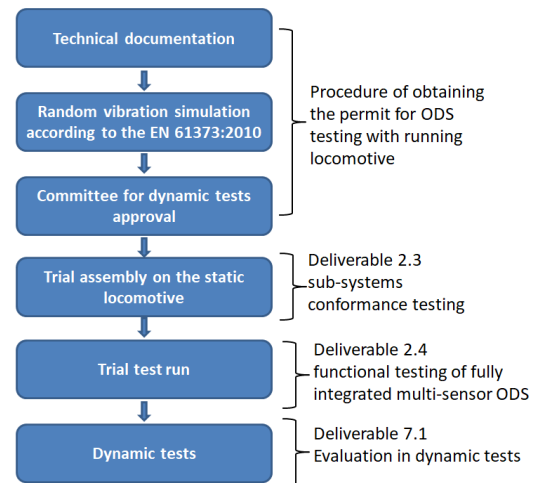 Technical documentation
Random vibration simulation
according to the EN 61373:2010
Committee for dynamic tests
approval
Procedure of obtaining
the permit for ODS
testing with running
locomotive
Trial assembly on the static
locomotive
Deliverable 2.3
sub-systems
conformance testing
Trial test run
Deliverable 2.4
functional testing of fully
integrated multi-sensor ODS
Dynamic tests
Deliverable 7.1
Evaluation in dynamic tests